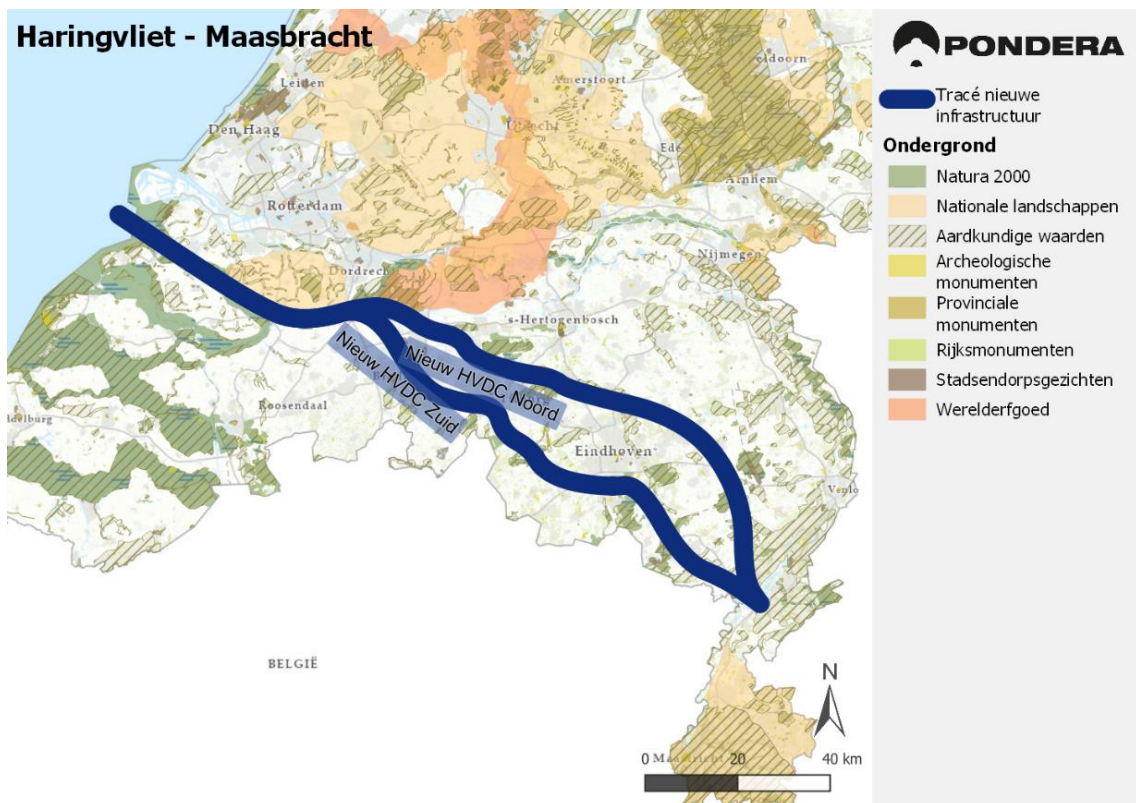 Haringvliet - Maasbracht
Leiden
Den Haag
Amersfoort
Utrecht
Ede
Arnhem
Rotterdam
Nijmegen
Dordrecht
's-Hertogenbosch
Nieuw HVDC Noord
Nieuw HVDC Zuid
Roosendaal
Eindhoven
Venlo
BELGIË
N
0 20 40 km
PONDERA
Tracé nieuwe
infrastructuur
Ondergrond
Natura 2000
Nationale landschappen
Aardkundige waarden
Archeologische
monumenten
Provinciale
monumenten
Rijksmonumenten
Stadsendorpsgezichten
Werelderfgoed